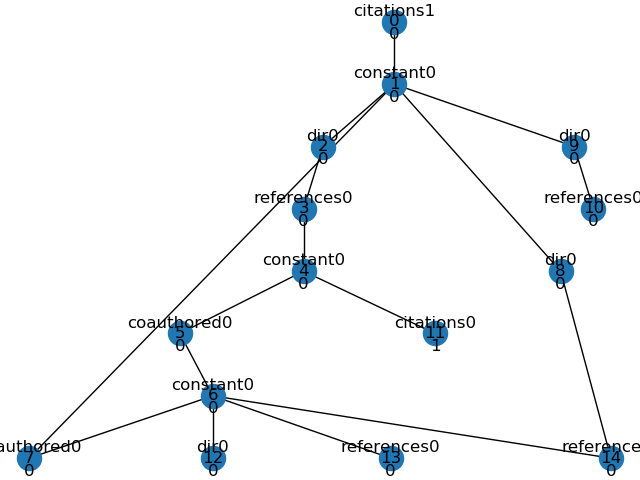 citations1
0
0
constant0
1
0
dir0
2
0
dir0
9
0
references0
3
0
references0
10
0
constant0
4
0
dir0
8
0
coauthored0
5
0
citations0
11
1
constant0
6
0
authored0
7
0
dir0
12
0
references0
13
0
reference
14
0